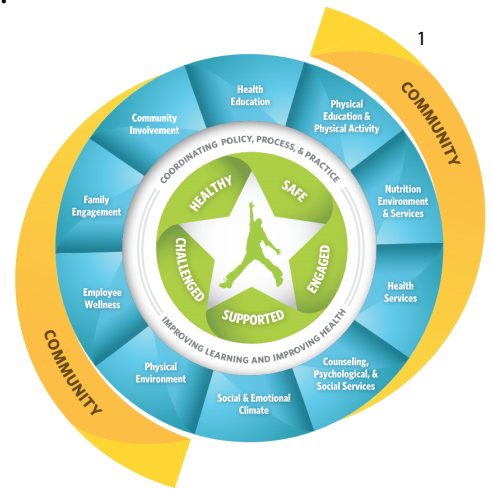 1
COMMUNITY
Health
Education
Physical
Education &
Physical Activity
Nutrition
Environment
& Services
Health
Services
Counseling,
Psychological, &
Social Services
Social & Emotional
Climate
Physical
Environment
Employee
Wellness
Family
Engagement
Community
Involvement
COORDINATING POLICY, PROCESS, & PRACTICE
IMPROVING LEARNING AND IMPROVING HEALTH
HEALTHY
SAFE
ENGAGED
SUPPORTED
CHALLENGED
COMMUNITY